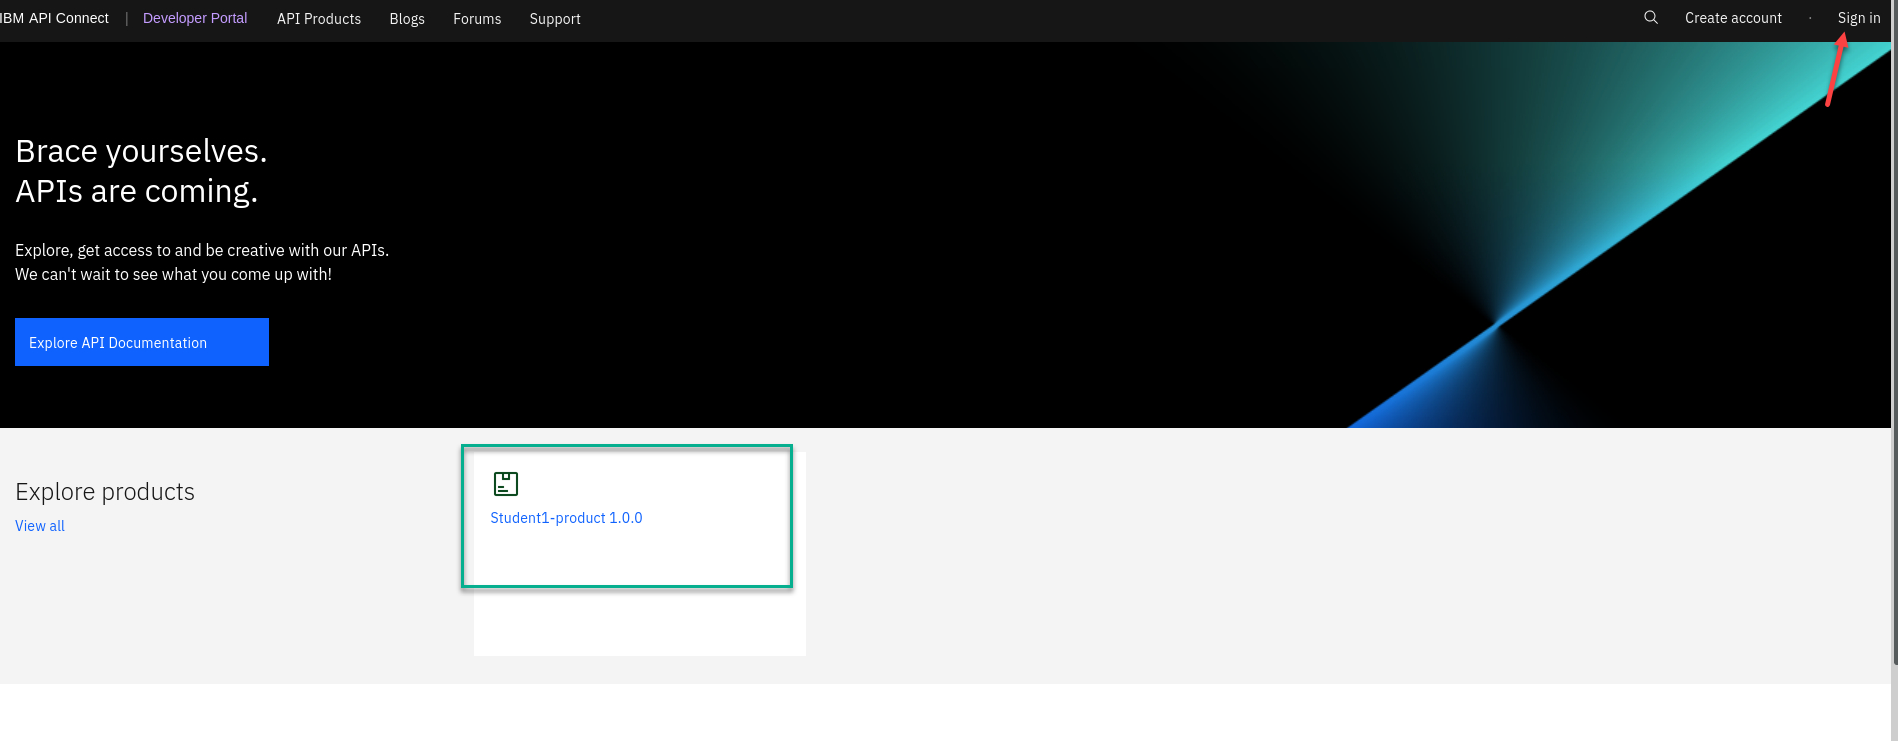 IBM API Connect | Developer Portal API Products Blogs Forums Support Create account · Sign in
Brace yourselves.
APIs are coming.
Explore, get access to and be creative with our APIs.
We can't wait to see what you come up with!
Explore API Documentation
Explore products
View all
Student1-product 1.0.0